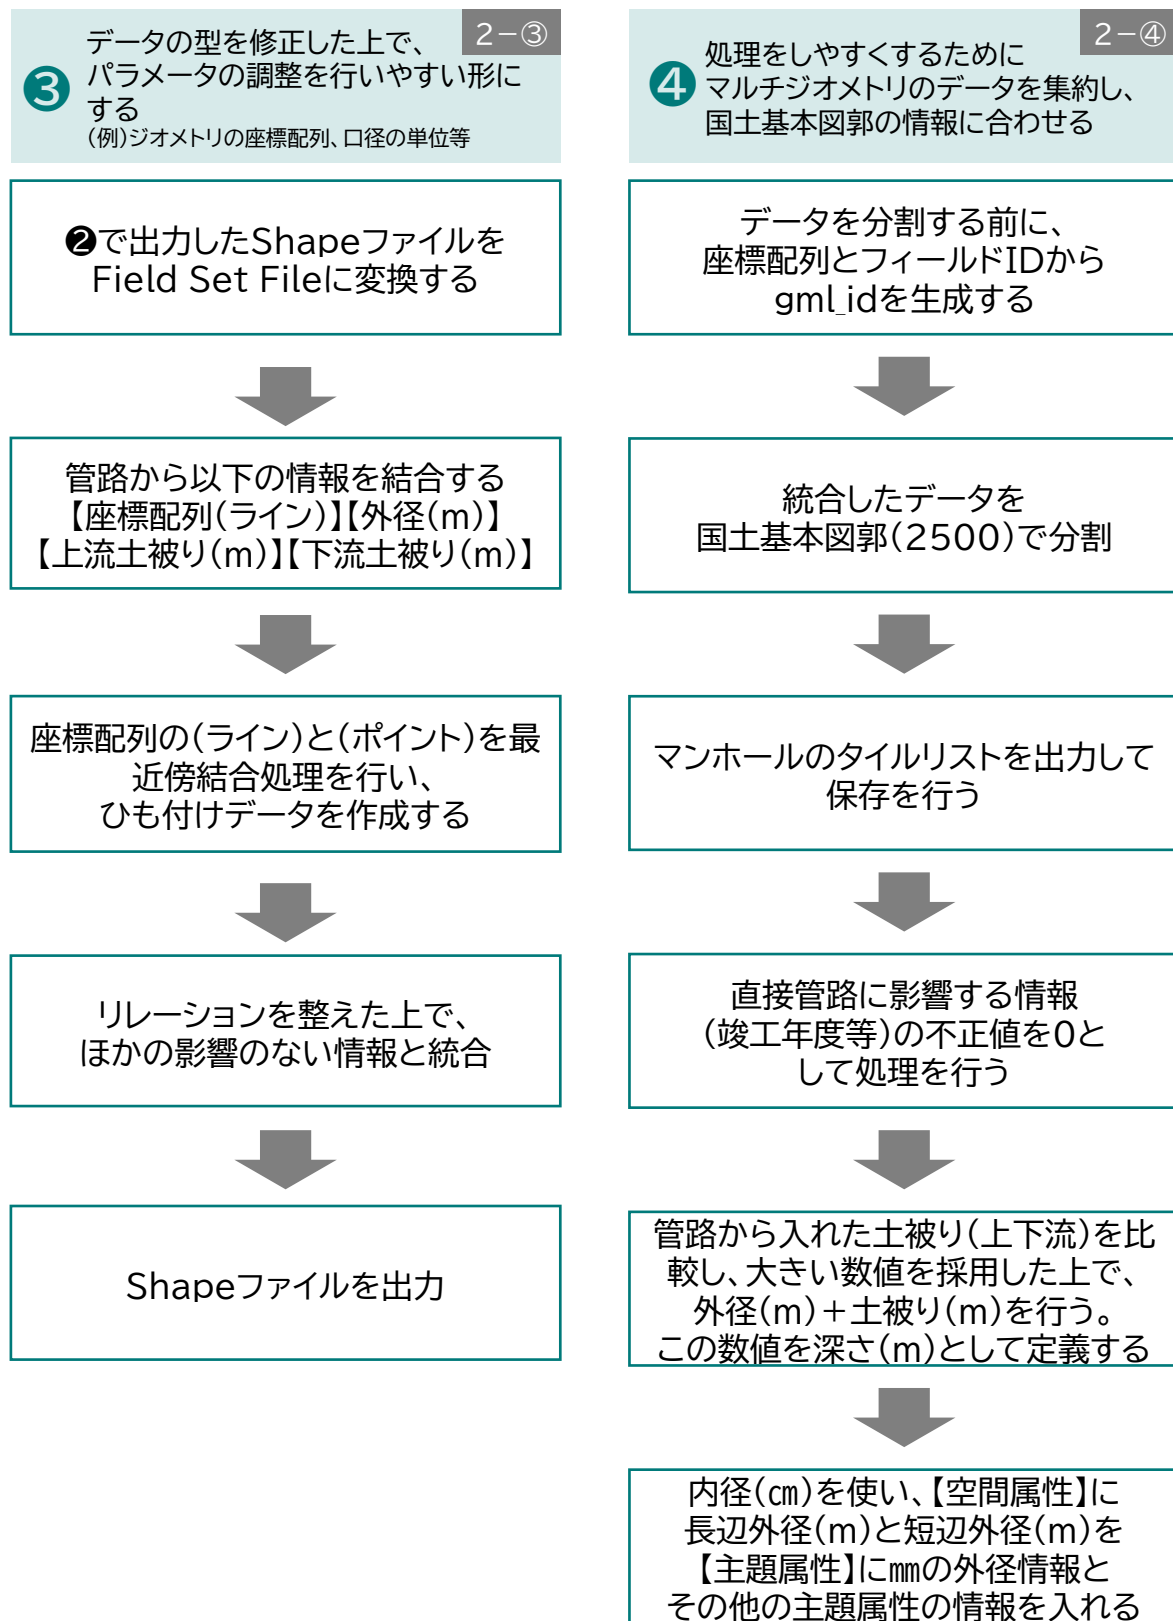 2－③
❸
データの型を修正した上で、
パラメータの調整を行いやすい形に
する
（例）ジオメトリの座標配列、口径の単位等
❷で出力したShapeファイルを
Field Set Fileに変換する
管路から以下の情報を結合する
【座標配列（ライン）】【外径（m）】
【上流土被り（m）】【下流土被り（m）】
座標配列の（ライン）と（ポイント）を最
近傍結合処理を行い、
ひも付けデータを作成する
リレーションを整えた上で、
ほかの影響のない情報と統合
Shapeファイルを出力
2－④
❹
処理をしやすくするために
マルチジオメトリのデータを集約し、
国土基本図郭の情報に合わせる
データを分割する前に、
座標配列とフィールドIDから
gml_idを生成する
統合したデータを
国土基本図郭（2500）で分割
マンホールのタイルリストを出力して
保存を行う
直接管路に影響する情報
（竣工年度等）の不正値を0と
して処理を行う
管路から入れた土被り（上下流）を比
較し、大きい数値を採用した上で、
外径（m）＋土被り（m）を行う。
この数値を深さ（m）として定義する
内径（㎝）を使い、【空間属性】に
長辺外径（m）と短辺外径（m）を
【主題属性】に㎜の外径情報と
その他の主題属性の情報を入れる